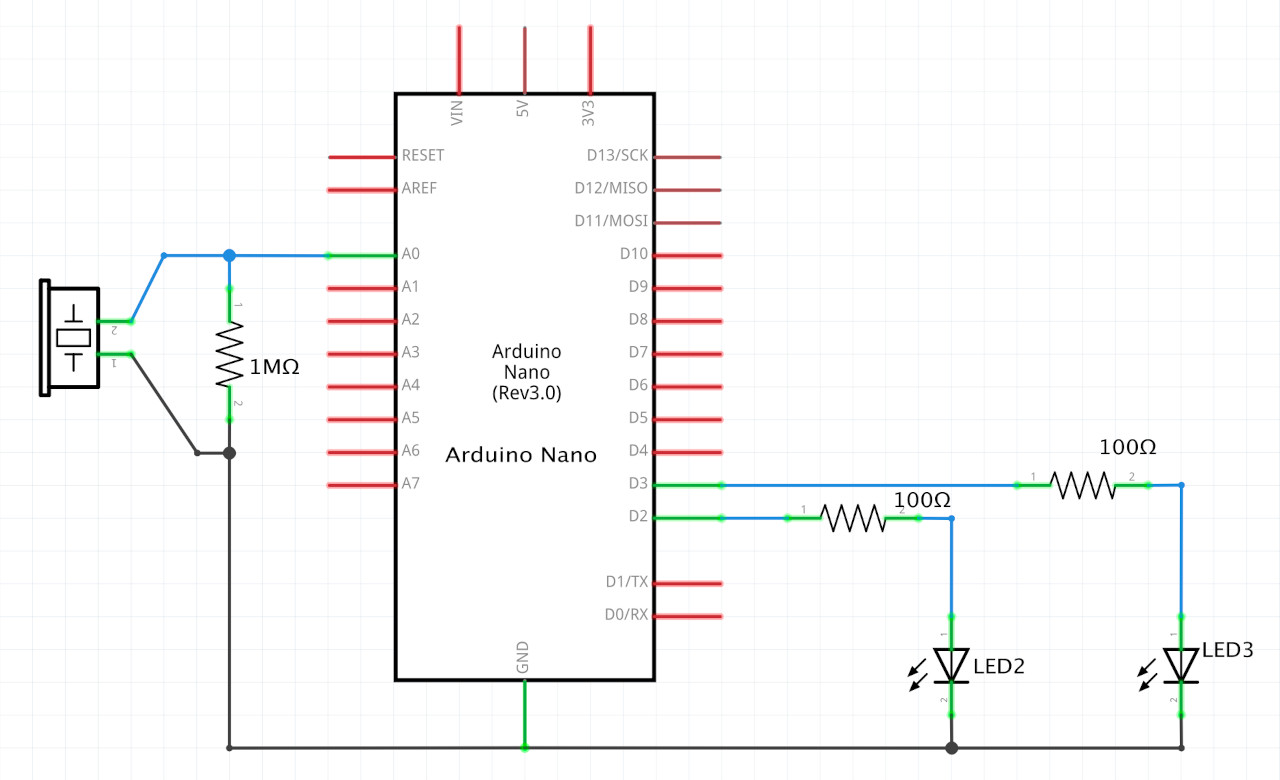 VIN
5V
3V3
RESET
D13/SCK
AREF
D12/MISO
D11/MOSI
A0
D10
A1
D9
1
A2
D8
2
1
A3
D7
Arduino
Nano
(Rev3.0)
1MΩ
A4
D6
2
A5
D5
A6
D4
Arduino Nano
100Ω
A7
D3
1
2
100Ω
D2
1
2
D1/TX
D0/RX
GND
1
1
LED2
LED3
2
2